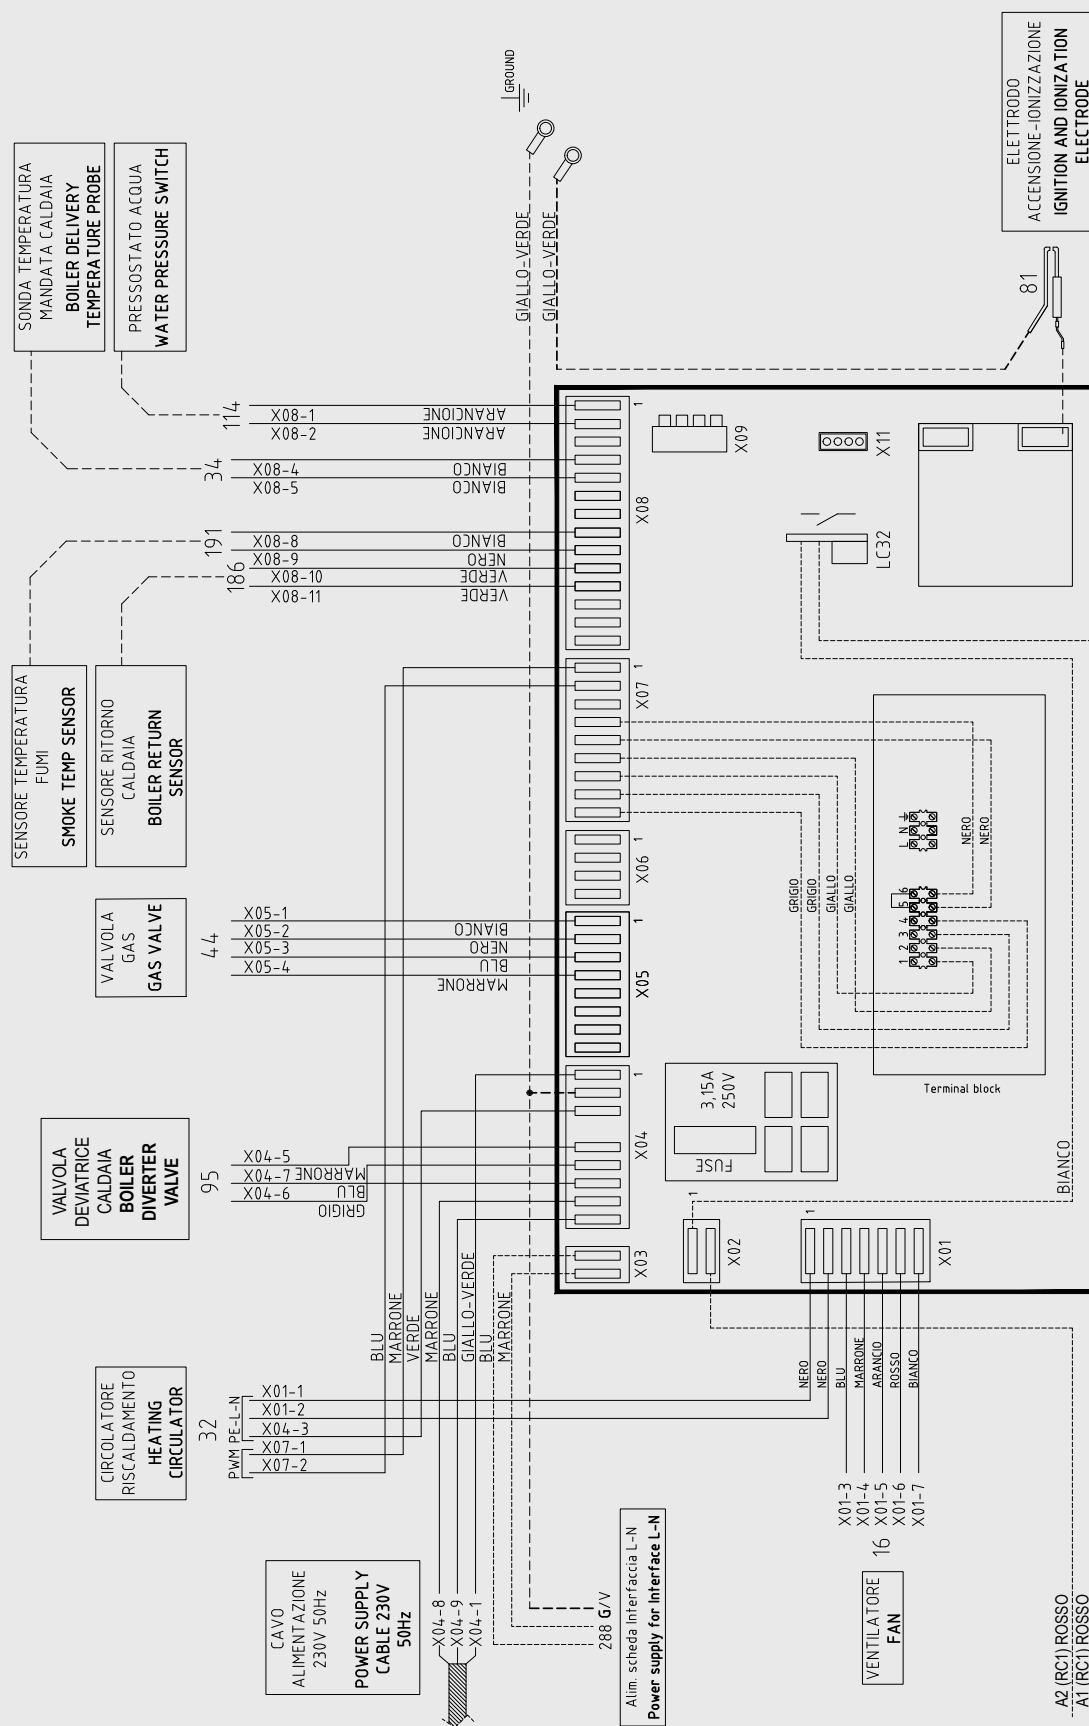 GROUND
ELETTRODO
ACCENSIONE-IONIZZAZIONE
IGNITION AND IONIZATION
ELECTRODE
81
SONDA TEMPERATURA
MANDATA CALDAIA
BOILER DELIVERY
TEMPERATURE PROBE
PRESSOSTATO ACQUA
WATER PRESSURE SWITCH
GIALLO-VERDE
GIALLO-VERDE
114
X08-1 ARANCIONE
X08-2 ARANCIONE
34
X08-4 BIANCO
X08-5 BIANCO
191
X08-8 BIANCO
X08-9 NERO
186
X08-10 VERDE
X08-11 VERDE
1
X08
X09
X11
LC32
SENSORE TEMPERATURA
FUMI
SMOKE TEMP SENSOR
SENSORE RITORNO
CALDAIA
BOILER RETURN
SENSOR
1
X07
1
X06
GRIGIO
GRIGIO
GIALLO
GIALLO
NERO
NERO
L N
1 2 3 4 5 6
Terminal block
VALVOLA
GAS
GAS VALVE
44
X05-1
X05-2 BIANCO
X05-3 NERO
X05-4 BLU
MARRONE
1
X05
VALVOLA
DEVIATRICE
CALDAIA
BOILER
DIVERTER
VALVE
95
X04-5
X04-7 MARRONE
X04-6 BLU
GRIGIO
1
X04
FUSE
3,15A
250V
X03
1
X02
1
X01
BIANCO
BLU
MARRONE
VERDE
MARRONE
BLU
GIALLO-VERDE
BLU
MARRONE
CIRCOLATORE
RISCALDAMENTO
HEATING
CIRCULATOR
32
PWM PE-L-N
X01-1
X01-2
X04-3
X07-1
X07-2
NERO
NERO
BLU
MARRONE
ARANCIO
ROSSO
BIANCO
CAVO
ALIMENTAZIONE
230V 50Hz
POWER SUPPLY
CABLE 230V
50Hz
X04-8
X04-9
X04-1
288 G/V
Alim. scheda Interfaccia L-N
Power supply for Interface L-N
X01-3
X01-4
X01-5
X01-6
X01-7
16
VENTILATORE
FAN
A2 (RC1) ROSSO
A1 (RC1) ROSSO